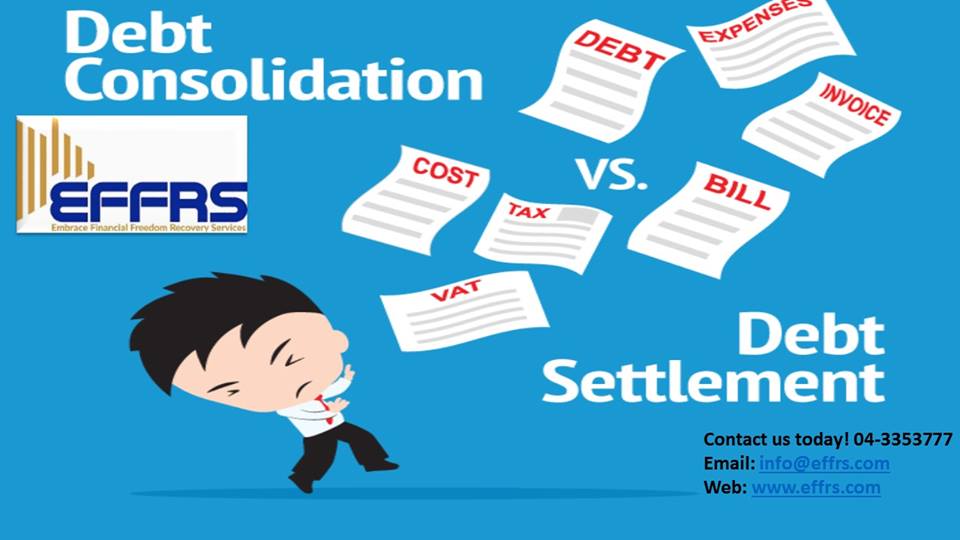 Debt
Consolidation
EFFRS
Embrace Financial Freedom Recovery Services
DEBT
EXPENSES
INVOICE
COST
VS.
TAX
BILL
VAT
Debt
Settlement
Contact us today! 04-3353777
Email: info@effrs.com
Web: www.effrs.com